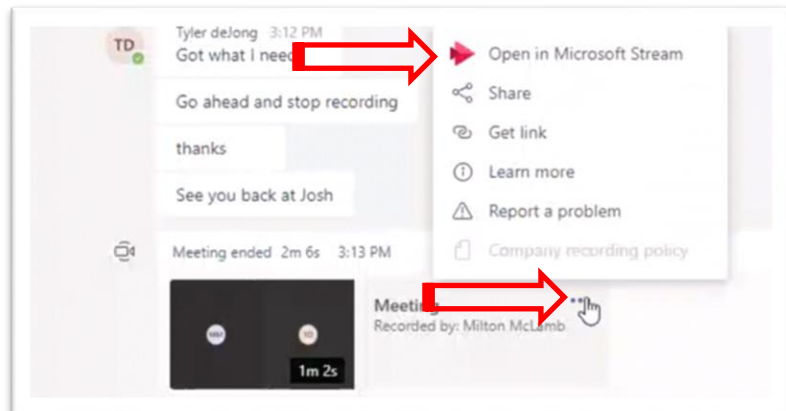 TD
Tyler deJong 3:12 PM
Got what I need
Go ahead and stop recording
thanks
See you back at Josh
Meeting ended 2m 6s 3:13 PM
Meeting
Recorded by: Milton McLamb
TD
1m 2s
Open in Microsoft Stream
Share
Get link
Learn more
Report a problem
Company recording policy